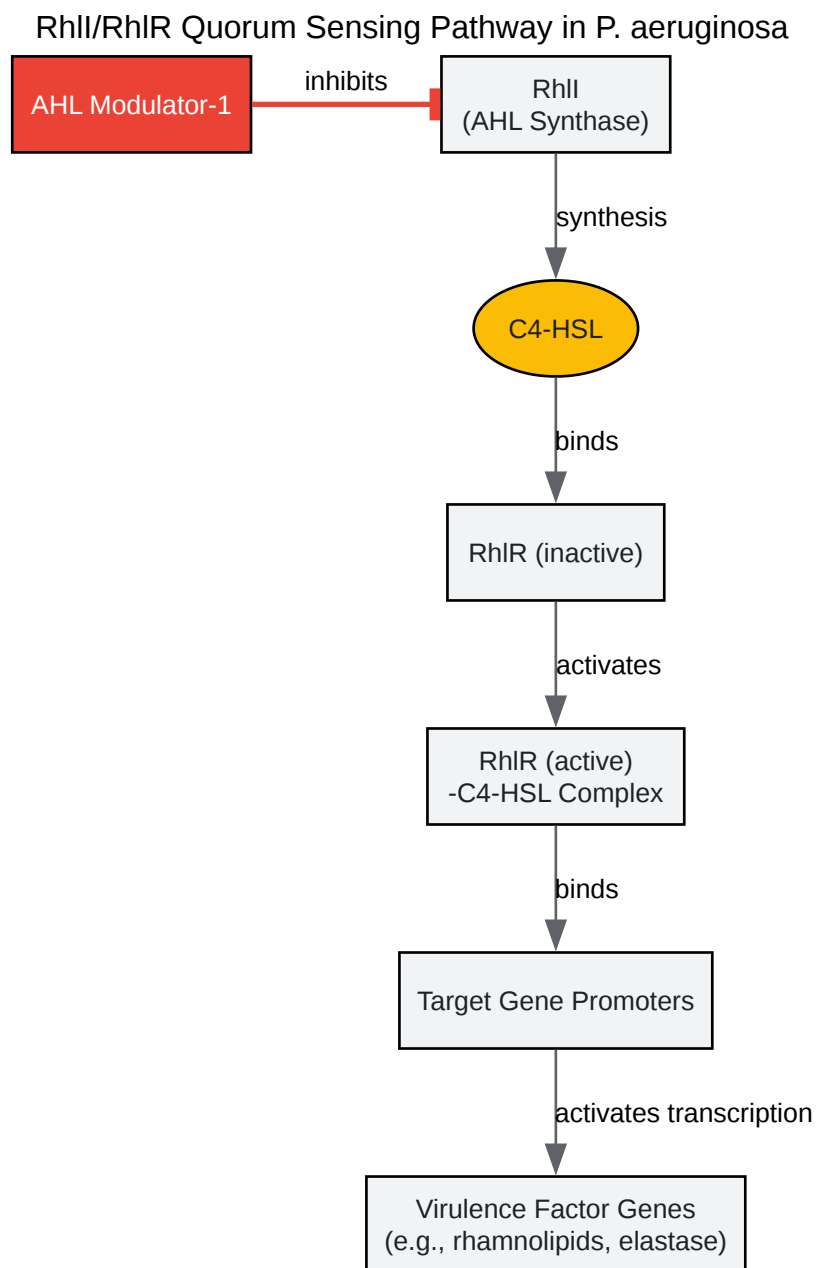 RhlI/RhlR Quorum Sensing Pathway in P. aeruginosa
AHL Modulator-1
inhibits
RhlI
(AHL Synthase)
synthesis
C4-HSL
binds
RhlR (inactive)
activates
RhlR (active)
-C4-HSL Complex
binds
Target Gene Promoters
activates transcription
Virulence Factor Genes
(e.g., rhamnolipids, elastase)